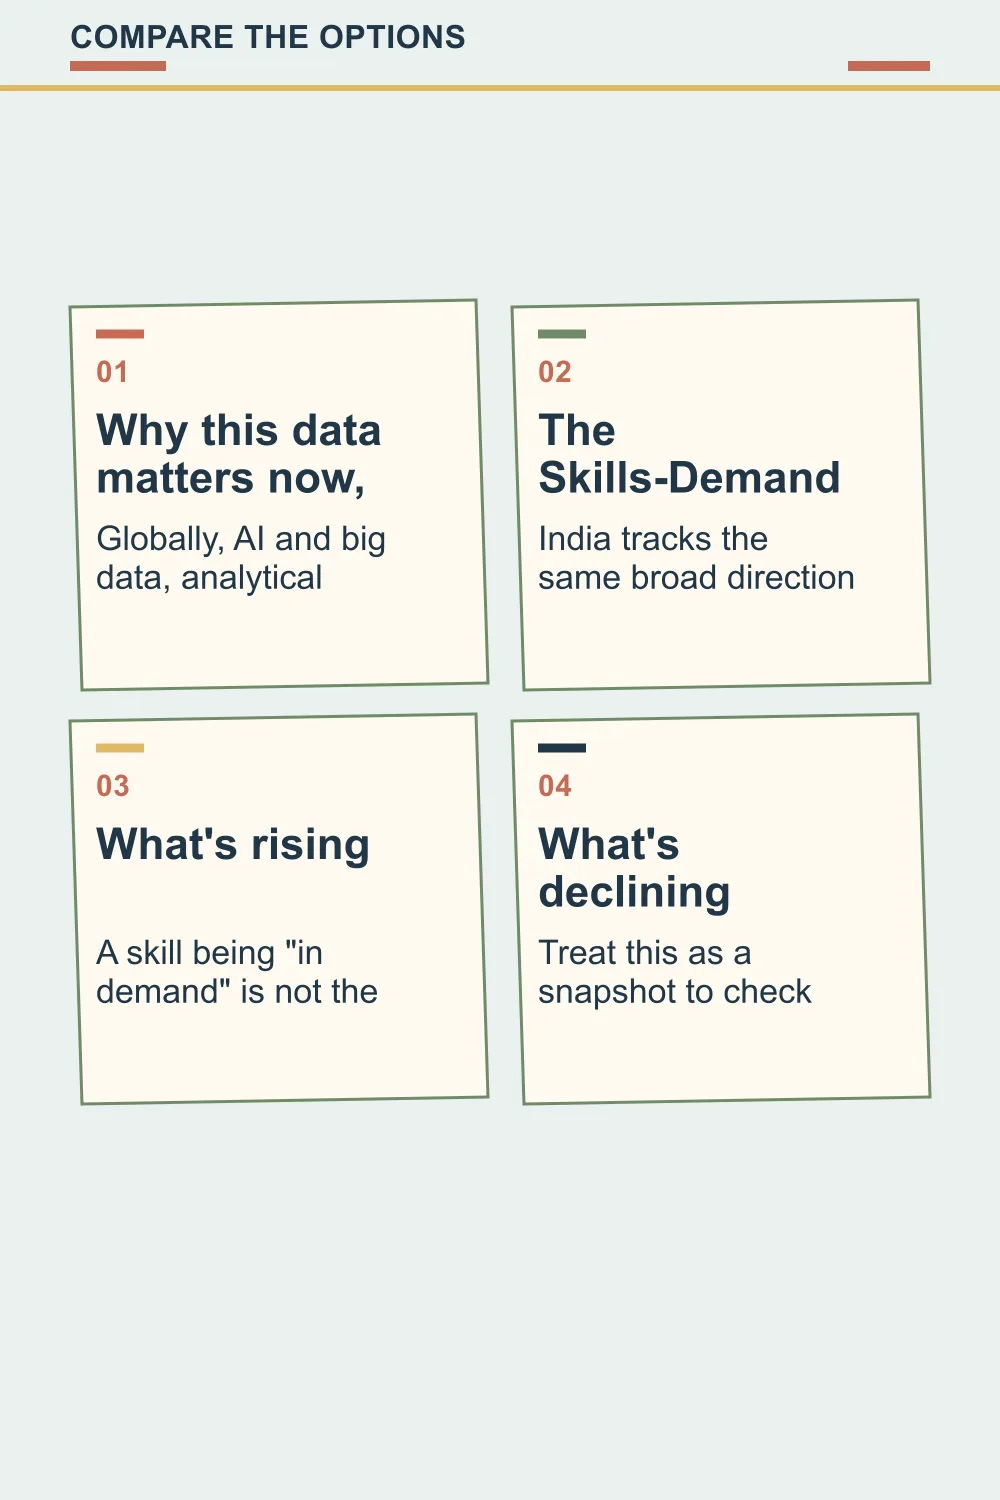 COMPARE THE OPTIONS
01
Why this data
matters now,
Globally, AI and big
data, analytical
02
The
Skills-Demand
India tracks the
same broad direction
03
What's rising
A skill being "in
demand" is not the
04
What's
declining
Treat this as a
snapshot to check